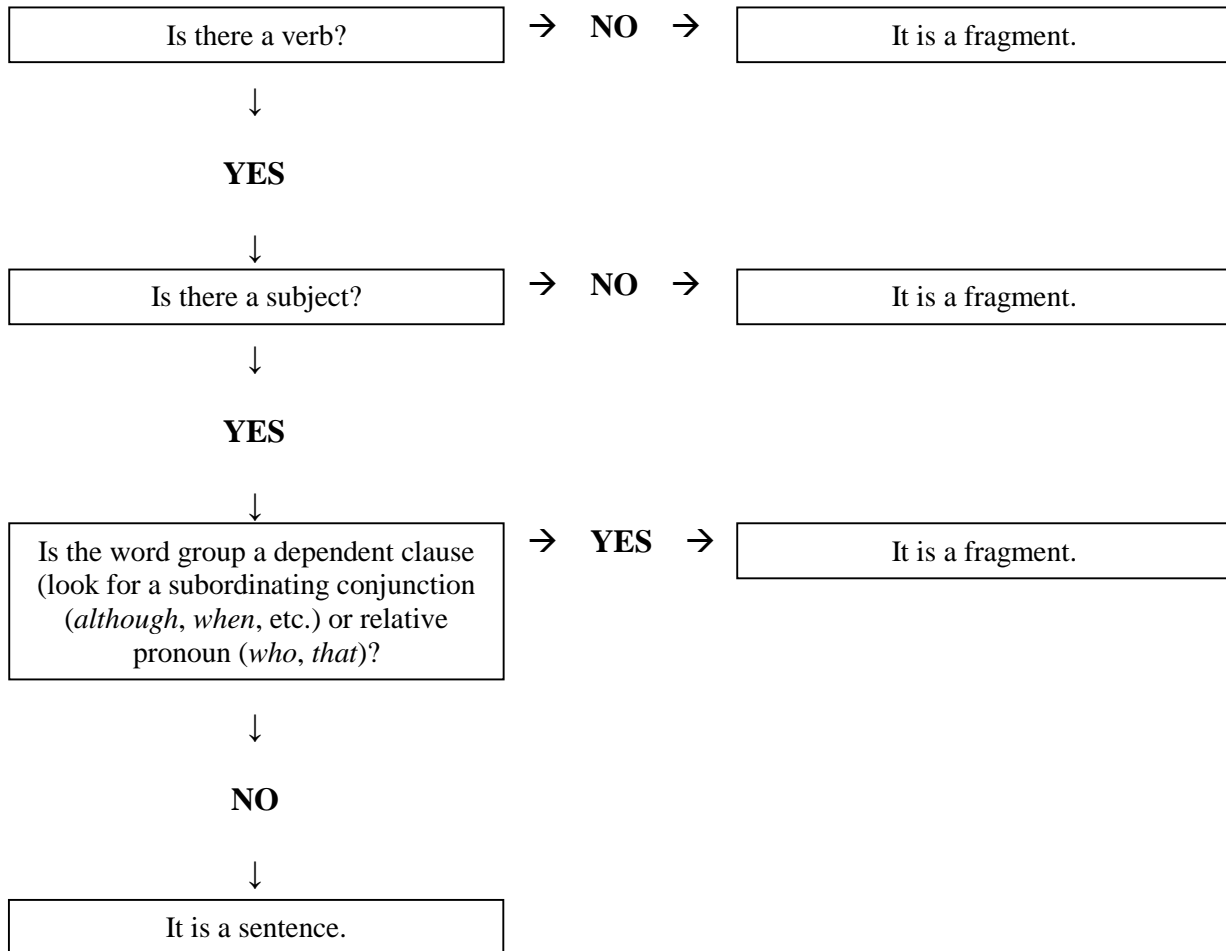 Is there a verb? → NO → It is a fragment.
↓
YES
↓
Is there a subject? → NO → It is a fragment.
↓
YES
↓
Is the word group a dependent clause → YES → It is a fragment.
(look for a subordinating conjunction
(although, when, etc.) or relative
pronoun (who, that)?
↓
NO
↓
It is a sentence.